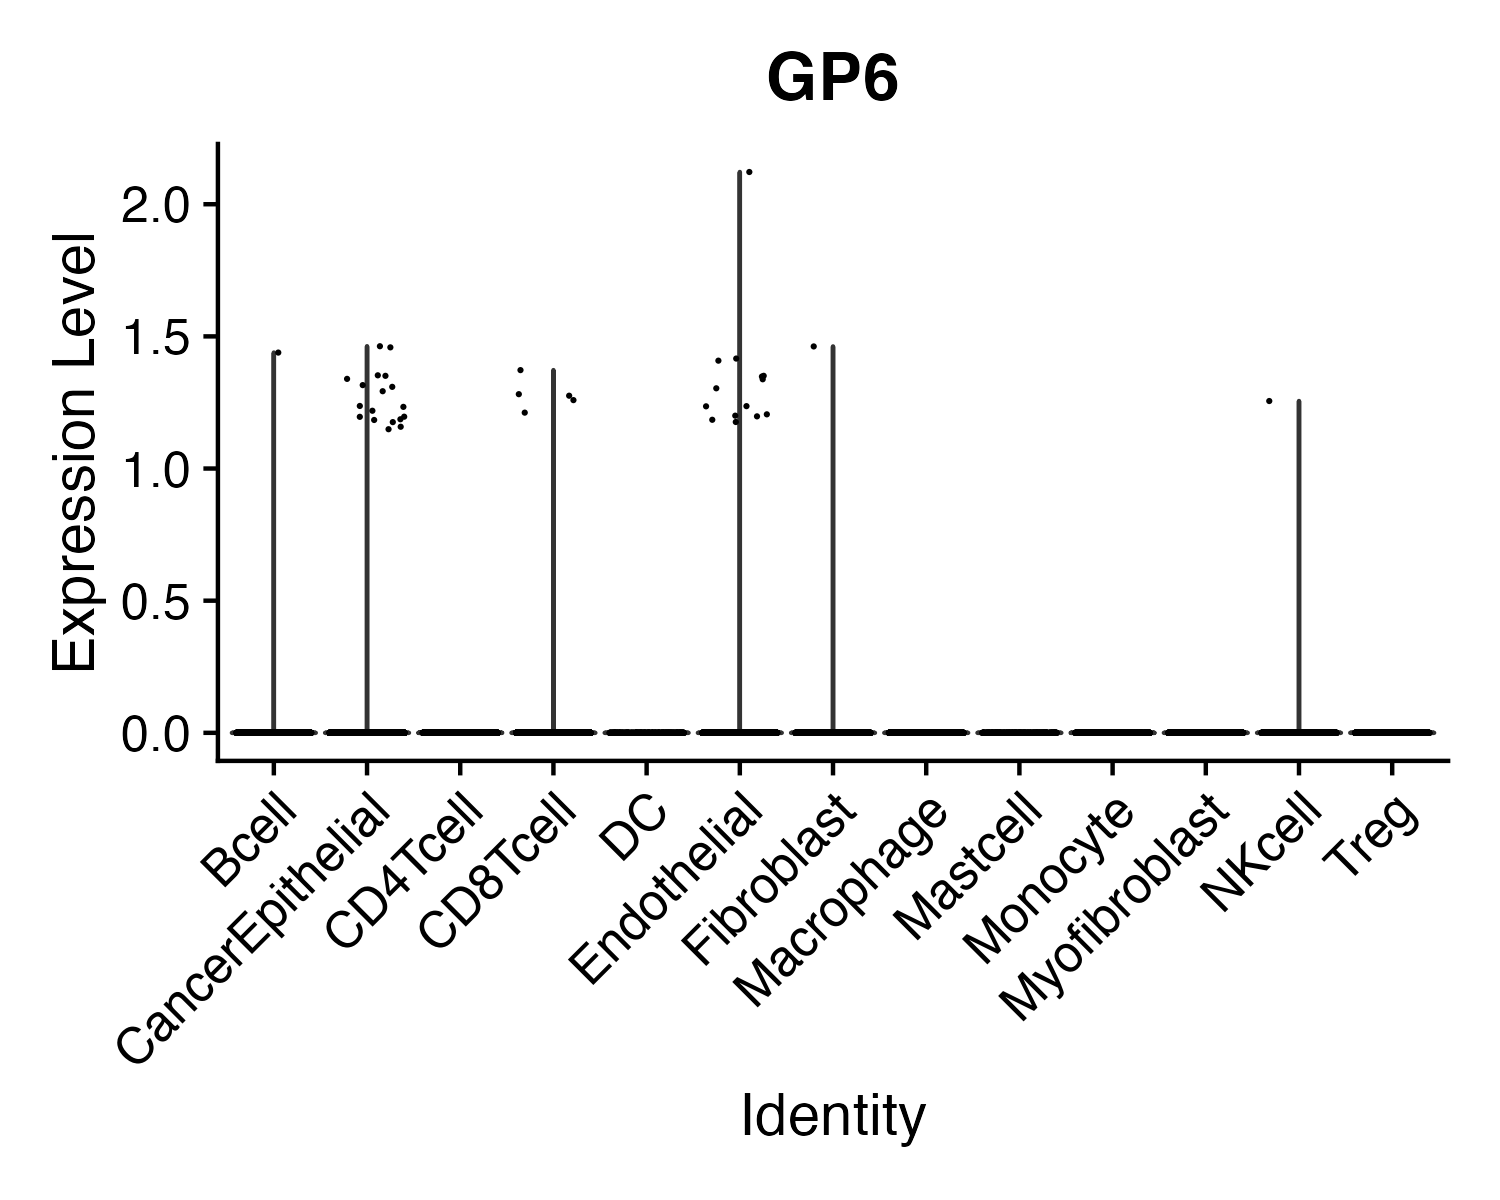 GP6
Expression Level
2.0
1.5
1.0
0.5
0.0
Bcell
CancerEpithelial
CD4Tcell
CD8Tcell
DC
Endothelial
Fibroblast
Macrophage
Mastcell
Monocyte
Myofibroblast
NKcell
Treg
Identity